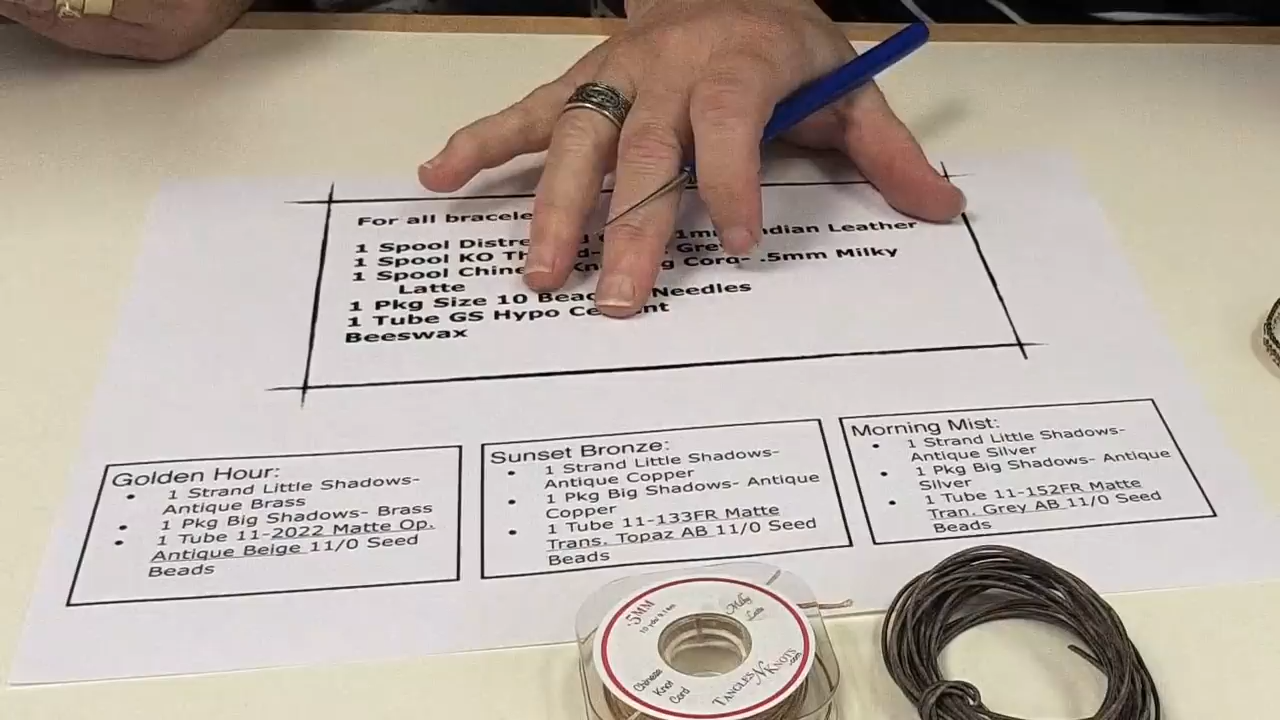 For all bracele
1 Spool Distre 1m Indian Leather
1 Spool KO Th d- Grey
1 Spool Chine Kn g Cord- .5mm Milky
Latte
1 Pkg Size 10 Bea Needles
1 Tube GS Hypo Ce nt
Beeswax
Golden Hour:
• 1 Strand Little Shadows-
Antique Brass
• 1 Pkg Big Shadows- Brass
• 1 Tube 11-2022 Matte Op.
Antique Beige 11/0 Seed
Beads
Sunset Bronze:
• 1 Strand Little Shadows-
Antique Copper
• 1 Pkg Big Shadows- Antique
Copper
• 1 Tube 11-133FR Matte
Trans. Topaz AB 11/0 Seed
Beads
Morning Mist:
• 1 Strand Little Shadows-
Antique Silver
• 1 Pkg Big Shadows- Antique
Silver
• 1 Tube 11-152FR Matte
Tran. Grey AB 11/0 Seed
Beads
.5MM
Milky
Latte
Chinese
Knot
Cord
TANGLES N KNOTS.com